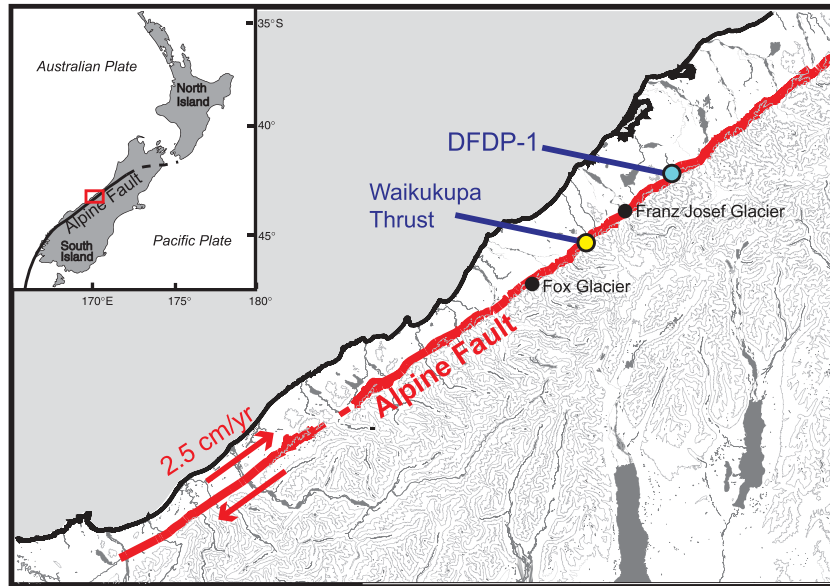 35°S
Australian Plate
North
Island
40°
Alpine Fault
South
Island
Pacific Plate
45°
170°E
175°
180°
DFDP-1
Waikukupa
Thrust
Franz Josef Glacier
Fox Glacier
Alpine Fault
2.5 cm/yr